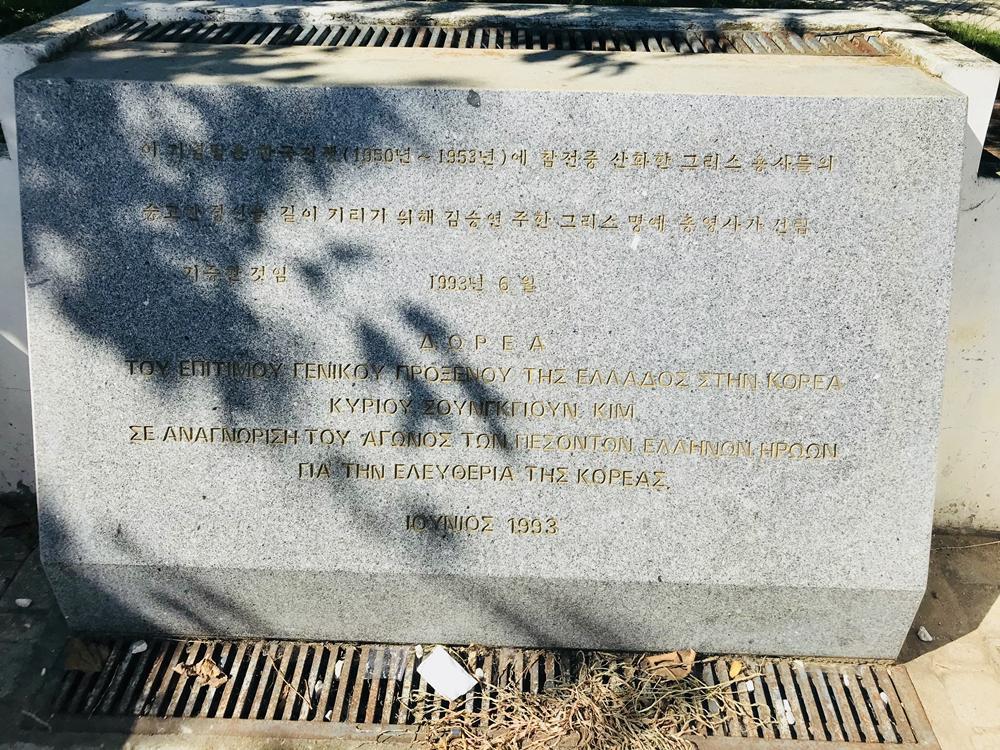 이 기념탑은 한국전쟁(1950년~1953년)에 참전중 산화한 그리스 용사들의
숭고한 정신을 길이 기리기 위해 김승연 주한 그리스 명예 총영사가 건립
기증한 것임 1993년 6월
ΔΩΡΕΑ
ΤΟΥ ΕΠΙΤΙΜΟΥ ΓΕΝΙΚΟΥ ΠΡΟΞΕΝΟΥ ΤΗΣ ΕΛΛΑΔΟΣ ΣΤΗΝ ΚΟΡΕΑ
ΚΥΡΙΟΥ ΣΟΥΝΓΚΓΙΟΥΝ ΚΙΜ
ΣΕ ΑΝΑΓΝΩΡΙΣΗ ΤΟΥ ΑΓΩΝΟΣ ΤΩΝ ΠΕΣΟΝΤΩΝ ΕΛΛΗΝΩΝ ΗΡΩΩΝ
ΓΙΑ ΤΗΝ ΕΛΕΥΘΕΡΙΑ ΤΗΣ ΚΟΡΕΑΣ.
ΙΟΥΝΙΟΣ 1993